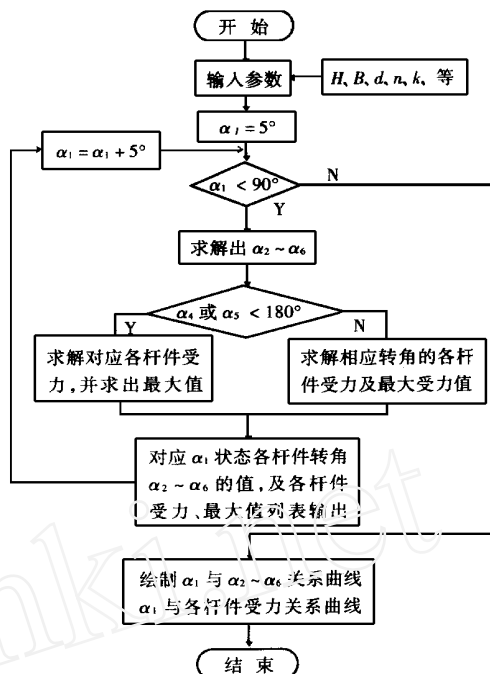 开 始
输入参数
H、B、d、n、k、等
α₁ = 5°
α₁ = α₁ + 5°
α₁ < 90°
N
Y
求解出 α₂ ~ α₆
α₄ 或 α₅ < 180°
Y
N
求解对应各杆件受
力,并求出最大值
求解相应转角的各杆
件受力及最大受力值
对应 α₁ 状态各杆件转角
α₂ ~ α₆ 的值,及各杆件
受力、最大值列表输出
绘制 α₁ 与 α₂ ~ α₆ 关系曲线
α₁ 与各杆件受力关系曲线
结 束